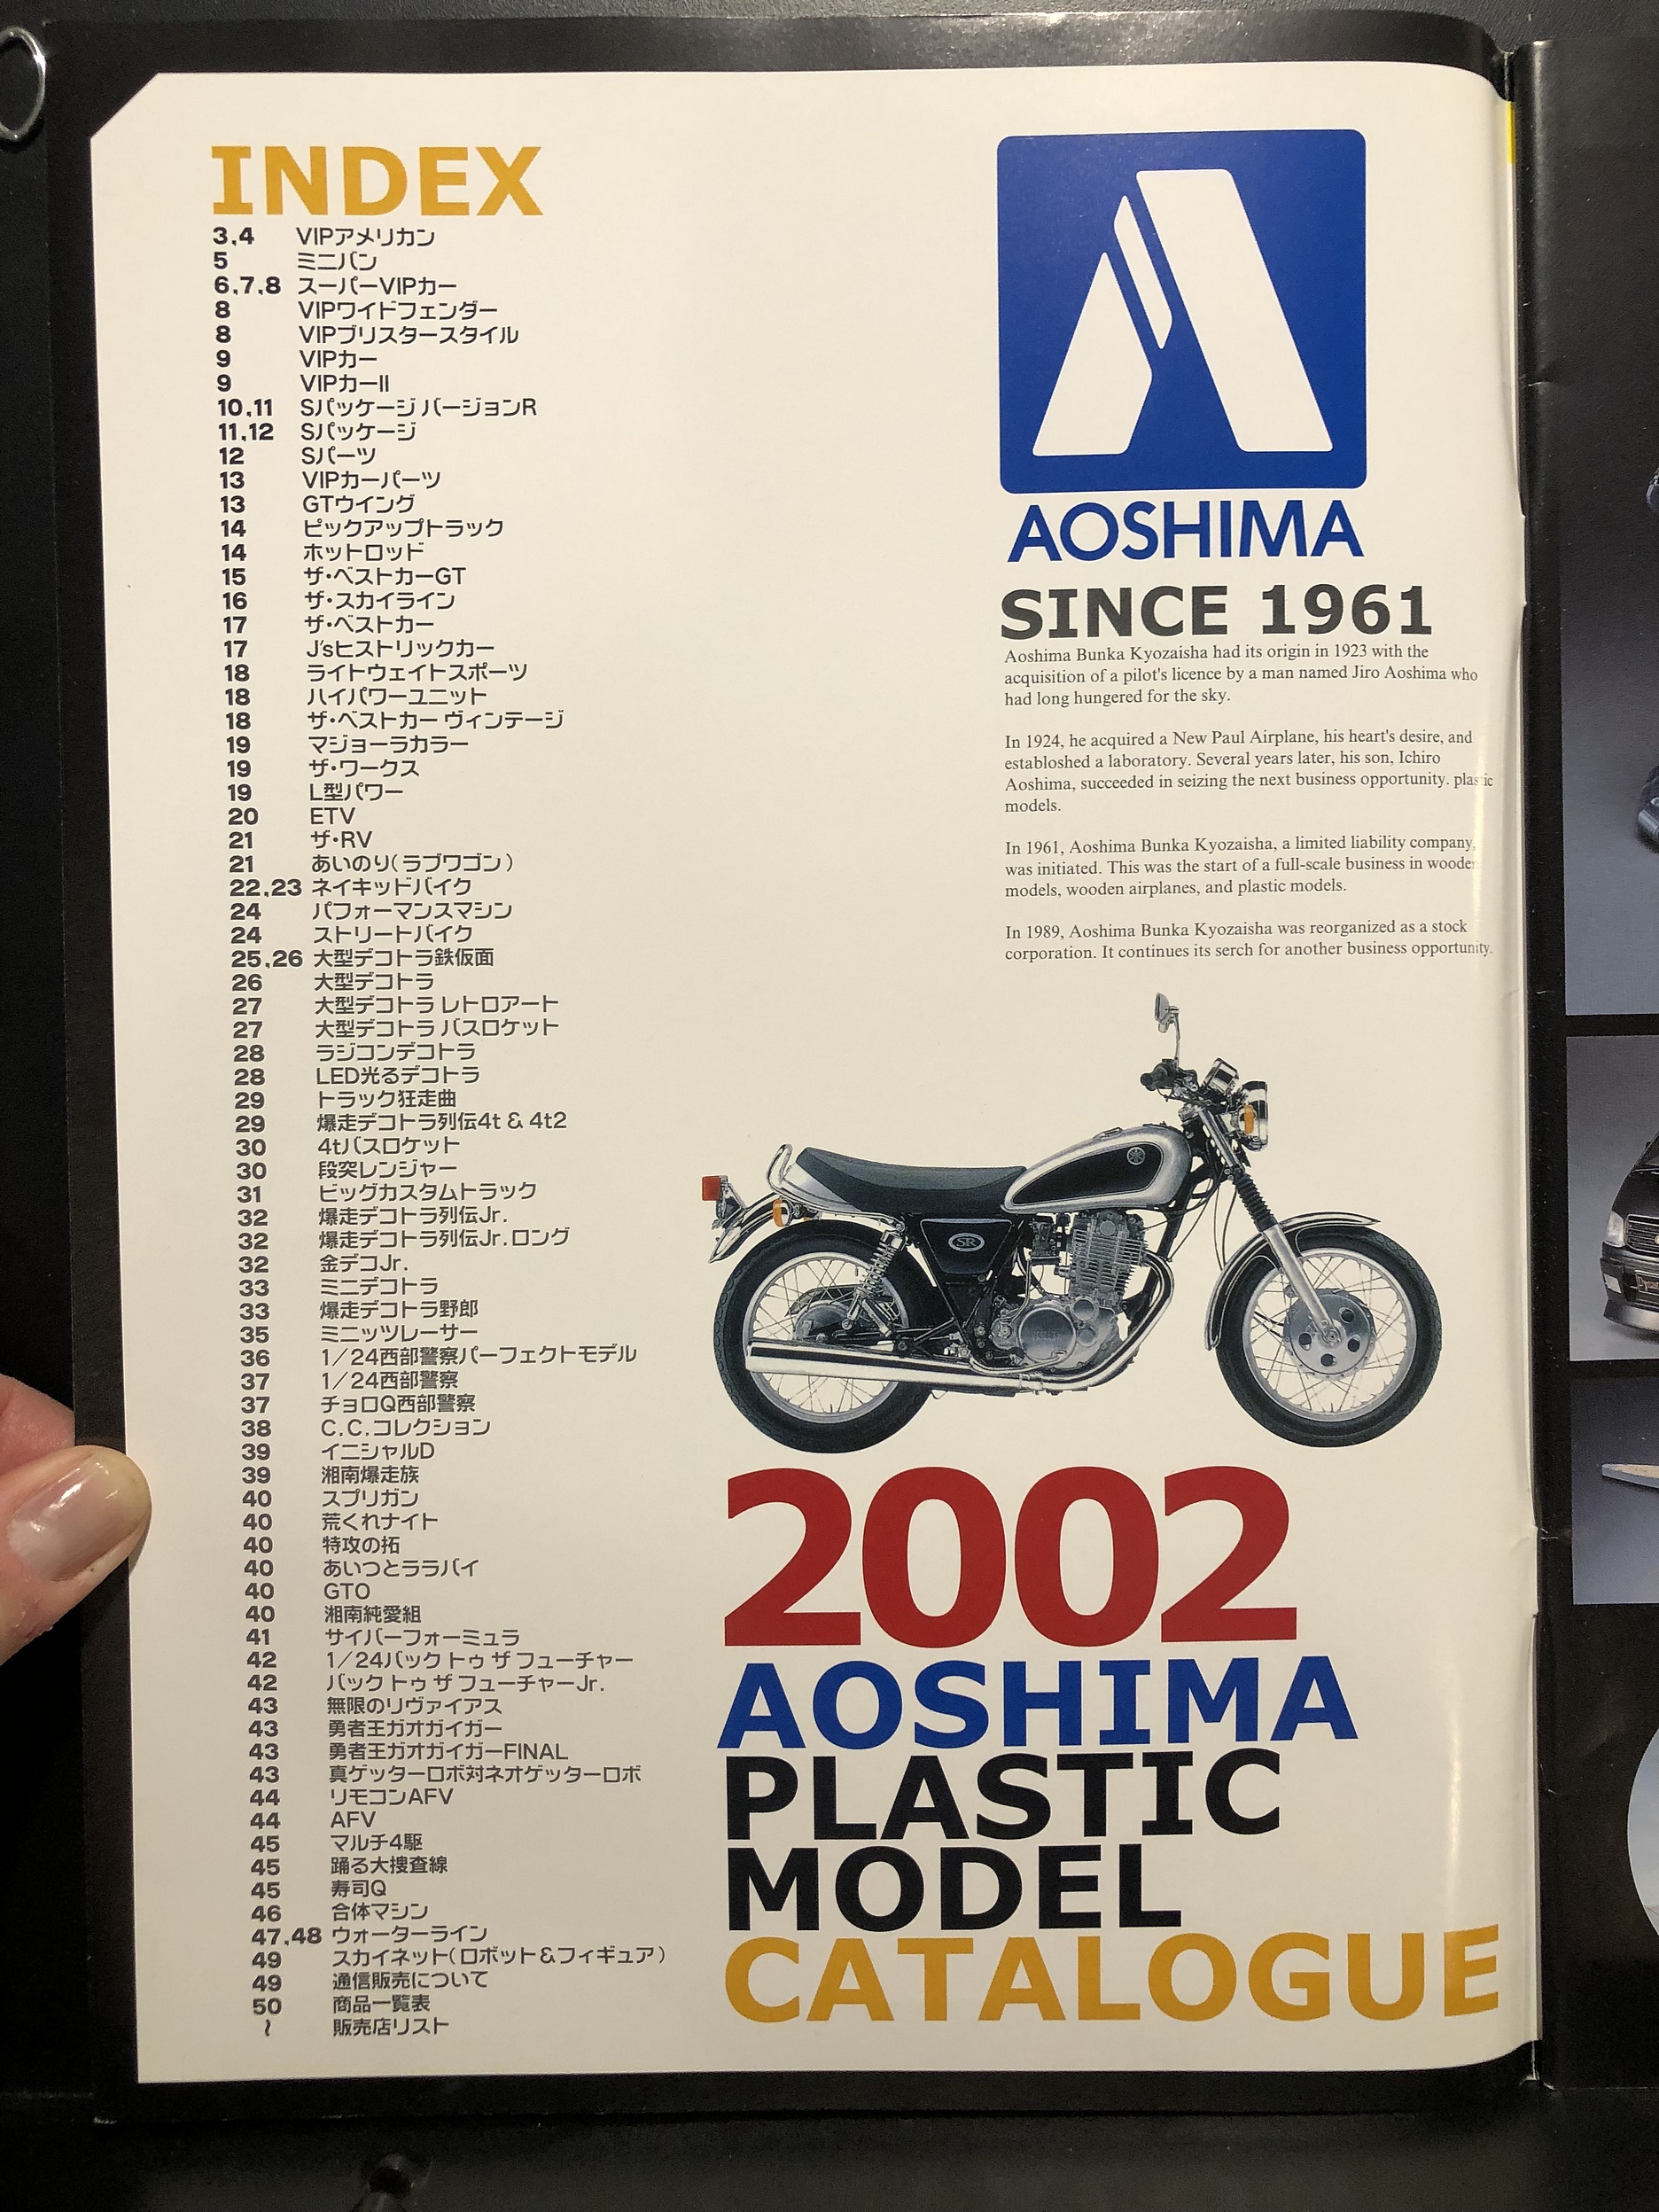 INDEX
3,4 VIPアメリカン
5 ミニバン
6,7,8 スーパーVIPカー
8 VIPワイドフェンダー
8 VIPブリスタースタイル
9 VIPカー
9 VIPカーII
10,11 Sパッケージ バージョンR
11,12 Sパッケージ
12 Sパーツ
13 VIPカーパーツ
13 GTウイング
14 ピックアップトラック
14 ホットロッド
15 ザ・ベストカーGT
16 ザ・スカイライン
17 ザ・ベストカー
17 J'sヒストリックカー
18 ライトウェイトスポーツ
18 ハイパワーユニット
18 ザ・ベストカー ヴィンテージ
19 マジョーラカラー
19 ザ・ワークス
19 L型パワー
20 ETV
21 ザ・RV
21 あいのり(ラブワゴン)
22,23 ネイキッドバイク
24 パフォーマンスマシン
24 ストリートバイク
25,26 大型デコトラ鉄仮面
26 大型デコトラ
27 大型デコトラ レトロアート
27 大型デコトラ バスロケット
28 ラジコンデコトラ
28 LED光るデコトラ
29 トラック狂走曲
29 爆走デコトラ列伝4t & 4t2
30 4tバスロケット
30 段突レンジャー
31 ビッグカスタムトラック
32 爆走デコトラ列伝Jr.
32 爆走デコトラ列伝Jr.ロング
32 金デコJr.
33 ミニデコトラ
33 爆走デコトラ野郎
35 ミニッツレーサー
36 1/24西部警察パーフェクトモデル
37 1/24西部警察
37 チョロQ西部警察
38 C.C.コレクション
39 イニシャルD
39 湘南爆走族
40 スプリガン
40 荒くれナイト
40 特攻の拓
40 あいつとララバイ
40 GTO
40 湘南純愛組
41 サイバーフォーミュラ
42 1/24バック トゥ ザ フューチャー
42 バック トゥ ザ フューチャーJr.
43 無限のリヴァイアス
43 勇者王ガオガイガー
43 勇者王ガオガイガーFINAL
43 真ゲッターロボ対ネオゲッターロボ
44 リモコンAFV
44 AFV
45 マルチ4駆
45 踊る大捜査線
45 寿司Q
46 合体マシン
47,48 ウォーターライン
49 スカイネット(ロボット&フィギュア)
49 通信販売について
50 商品一覧表
〜 販売店リスト
AOSHIMA
SINCE 1961
Aoshima Bunka Kyozaisha had its origin in 1923 with the
acquisition of a pilot's licence by a man named Jiro Aoshima who
had long hungered for the sky.
In 1924, he acquired a New Paul Airplane, his heart's desire, and
establoshed a laboratory. Several years later, his son, Ichiro
Aoshima, succeeded in seizing the next business opportunity. plastic
models.
In 1961, Aoshima Bunka Kyozaisha, a limited liability company,
was initiated. This was the start of a full-scale business in wooden
models, wooden airplanes, and plastic models.
In 1989, Aoshima Bunka Kyozaisha was reorganized as a stock
corporation. It continues its serch for another business opportunity.
SR
2002
AOSHIMA
PLASTIC
MODEL
CATALOGUE